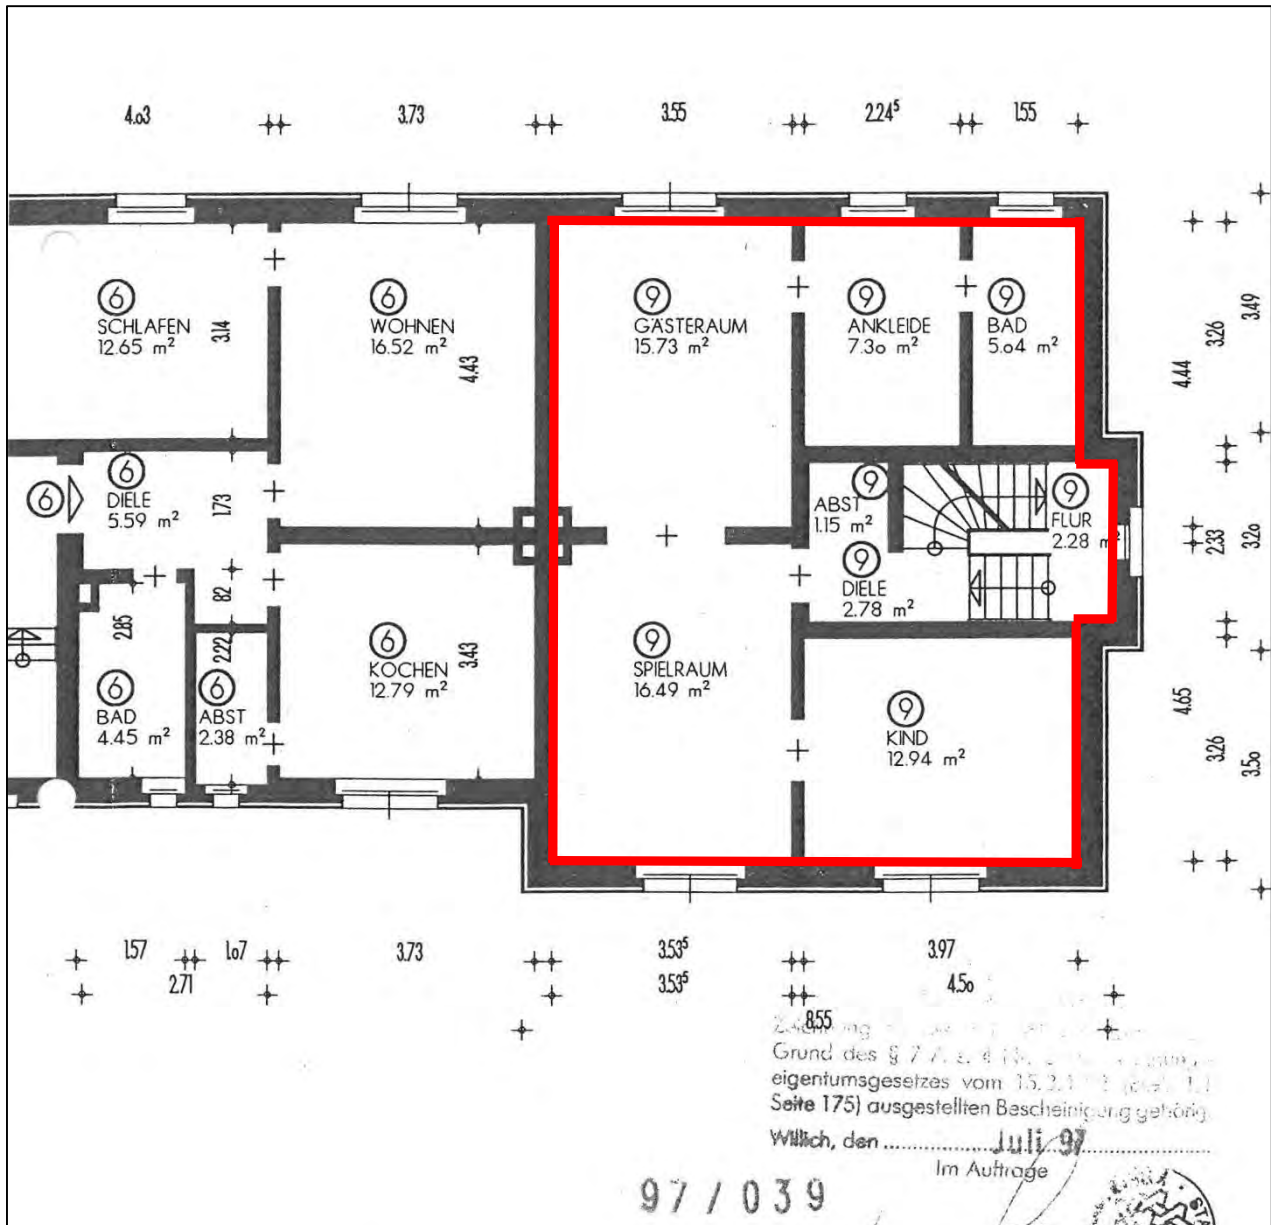 4.o3 3.73 3.55 2.24⁵ 1.55
6 SCHLAFEN 12.65 m²
3.14
6 WOHNEN 16.52 m²
4.43
9 GÄSTERAUM 15.73 m²
9 ANKLEIDE 7.3o m²
9 BAD 5.o4 m²
4.44 3.26 3.49
6
6 DIELE 5.59 m²
1.73
9 ABST 1.15 m²
9 FLUR 2.28 m²
2.33 3.2o
9 DIELE 2.78 m²
82
2.85
2.22
6 KOCHEN 12.79 m²
3.43
9 SPIELRAUM 16.49 m²
6 BAD 4.45 m²
6 ABST 2.38 m²
9 KIND 12.94 m²
4.65 3.26 3.5o
1.57 1.o7 3.73 3.53⁵ 3.97
2.71 3.53⁵ 4.5o
8.55
Grund des § 7
eigentumsgesetzes vom 15.3.
Seite 175) ausgestellten Bescheinigung gehörig.
Willich, den Juli 97
Im Auftrage
97 / 039